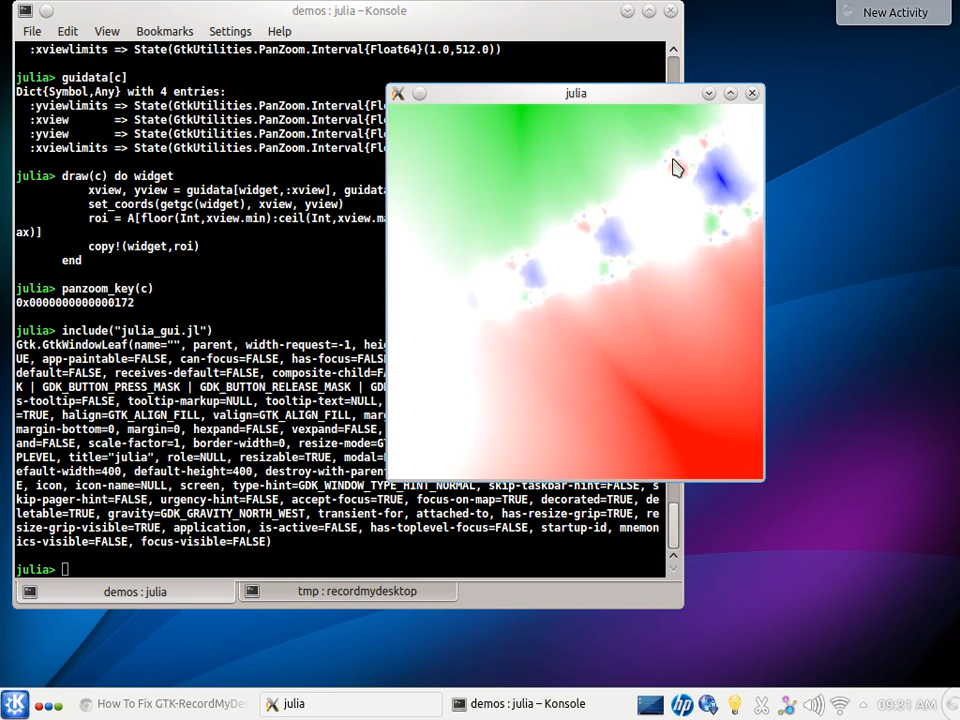 demos : julia – Konsole
New Activity
File Edit View Bookmarks Settings Help
:xviewlimits => State(GtkUtilities.PanZoom.Interval{Float64}(1.0,512.0))
julia> guidata[c]
Dict{Symbol,Any} with 4 entries:
:yviewlimits => State(GtkUtilities.PanZoom.Interval{Fl
:xview => State(GtkUtilities.PanZoom.Interval{Fl
:yview => State(GtkUtilities.PanZoom.Interval{Fl
:xviewlimits => State(GtkUtilities.PanZoom.Interval{Fl
julia> draw(c) do widget
xview, yview = guidata[widget,:xview], guidat
set_coords(getgc(widget), xview, yview)
roi = A[floor(Int,xview.min):ceil(Int,xview.m
ax)]
copy!(widget,roi)
end
julia> panzoom_key(c)
0x0000000000000172
julia> include("julia_gui.jl")
Gtk.GtkWindowLeaf(name="", parent, width-request=-1, hei
UE, app-paintable=FALSE, can-focus=FALSE, has-focus=FALS
default=FALSE, receives-default=FALSE, composite-child=F
K | GDK_BUTTON_PRESS_MASK | GDK_BUTTON_RELEASE_MASK | GD
s-tooltip=FALSE, tooltip-markup=NULL, tooltip-text=NULL,
=TRUE, halign=GTK_ALIGN_FILL, valign=GTK_ALIGN_FILL, mar
margin-bottom=0, margin=0, hexpand=FALSE, vexpand=FALSE,
and=FALSE, scale-factor=1, border-width=0, resize-mode=G
PLEVEL, title="julia", role=NULL, resizable=TRUE, modal=
efault-width=400, default-height=400, destroy-with-paren
E, icon, icon-name=NULL, screen, type-hint=GDK_WINDOW_TYPE_HINT_NORMAL, skip-taskbar-hint=FALSE, s
kip-pager-hint=FALSE, urgency-hint=FALSE, accept-focus=TRUE, focus-on-map=TRUE, decorated=TRUE, de
letable=TRUE, gravity=GDK_GRAVITY_NORTH_WEST, transient-for, attached-to, has-resize-grip=TRUE, re
size-grip-visible=TRUE, application, is-active=FALSE, has-toplevel-focus=FALSE, startup-id, mnemon
ics-visible=FALSE, focus-visible=FALSE)
julia>
julia
demos : julia
tmp : recordmydesktop
How To Fix GTK-RecordMyDes
julia
demos : julia – Konsole
hp
09:31 AM